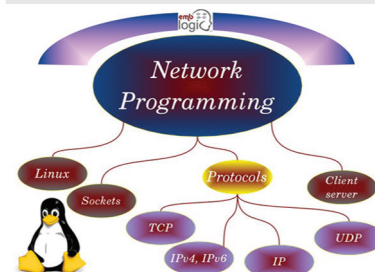 emb
logic
Network
Programming
Linux
Sockets
Protocols
Client
server
TCP
IPv4, IPv6
IP
UDP